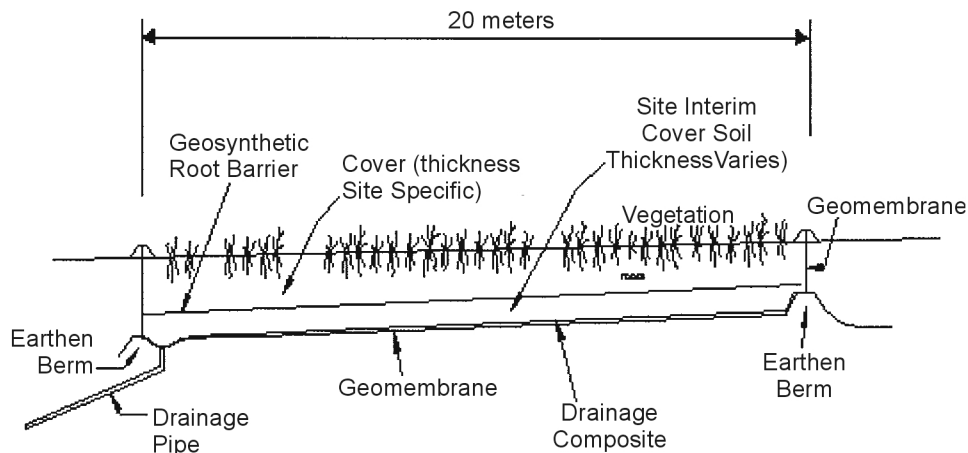 20 meters
Site Interim
Cover Soil
ThicknessVaries)
Geosynthetic
Root Barrier
Cover (thickness
Site Specific)
Vegetation
Geomembrane
Earthen
Berm
Geomembrane
Earthen
Berm
Drainage
Pipe
Drainage
Composite